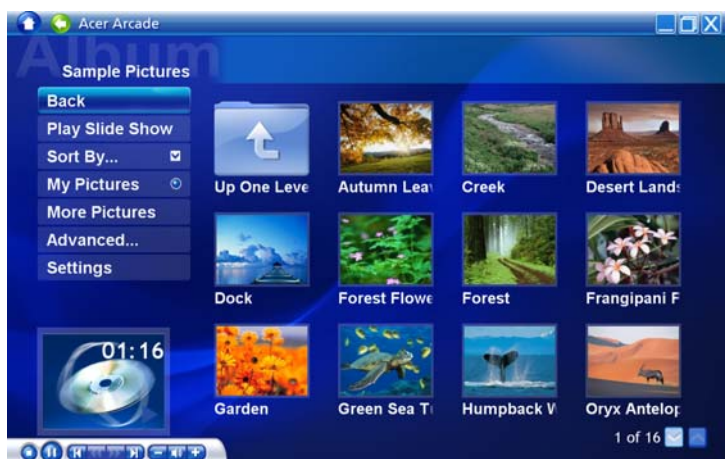 Acer Arcade
Album
Sample Pictures
Back
Play Slide Show
Sort By...
My Pictures
More Pictures
Advanced...
Settings
Up One Leve
Autumn Lea
Creek
Desert Lands
Dock
Forest Flowe
Forest
Frangipani F
Garden
Green Sea T
Humpback W
Oryx Antelop
01:16
1 of 16